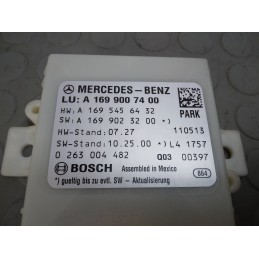 MERCEDES-BENZ
LU: A 169 900 74 00
HW: A 169 545 64 32 PARK
SW: A 169 902 32 00 *)
HW-Stand: 07.27 110513
SW-Stand: 10.25.00 *) L4 1757
0 263 004 482 Q03 00397
BOSCH Assembled in Mexico
*) gueltig bis zu evtl. SW - Aktualisierung 864